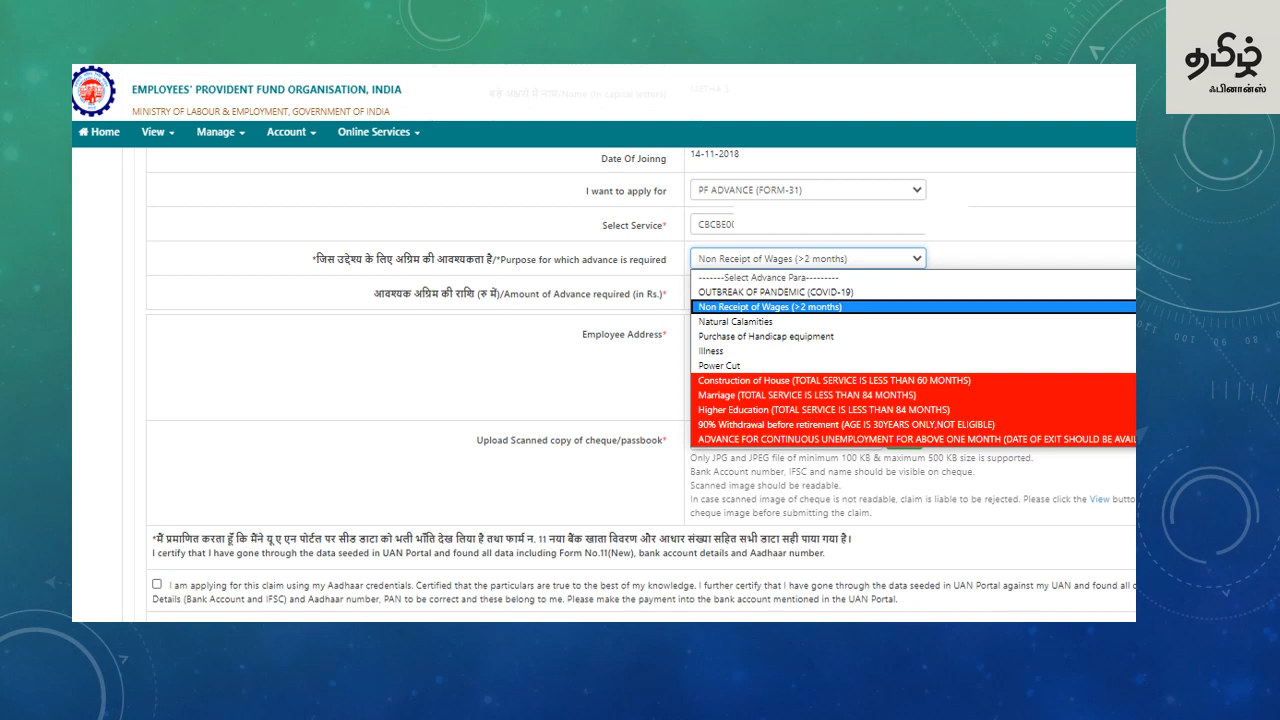 தமிழ்
ஃபினான்ஸ்
EMPLOYEES' PROVIDENT FUND ORGANISATION, INDIA
MINISTRY OF LABOUR & EMPLOYMENT, GOVERNMENT OF INDIA
बड़े अक्षरों में नाम/Name (in capital letters)
Home View Manage Account Online Services
Date Of Joinng 14-11-2018
I want to apply for PF ADVANCE (FORM-31)
Select Service* CBCBE00
*जिस उद्देश्य के लिए अग्रिम की आवश्यकता है/*Purpose for which advance is required Non Receipt of Wages (>2 months)
-------Select Advance Para---------
OUTBREAK OF PANDEMIC (COVID-19)
आवश्यक अग्रिम की राशि (रु में)/Amount of Advance required (in Rs.)*
Non Receipt of Wages (>2 months)
Natural Calamities
Employee Address*
Purchase of Handicap equipment
Illness
Power Cut
Construction of House (TOTAL SERVICE IS LESS THAN 60 MONTHS)
Marriage (TOTAL SERVICE IS LESS THAN 84 MONTHS)
Higher Education (TOTAL SERVICE IS LESS THAN 84 MONTHS)
90% Withdrawal before retirement (AGE IS 30YEARS ONLY,NOT ELIGIBLE)
ADVANCE FOR CONTINUOUS UNEMPLOYMENT FOR ABOVE ONE MONTH (DATE OF EXIT SHOULD BE AVAIL
Upload Scanned copy of cheque/passbook*
Only JPG and JPEG file of minimum 100 KB & maximum 500 KB size is supported.
Bank Account number, IFSC and name should be visible on cheque.
Scanned image should be readable.
In case scanned image of cheque is not readable, claim is liable to be rejected. Please click the View butto
cheque image before submitting the claim.
*मैं प्रमाणित करता हूँ कि मैंने यू ए एन पोर्टल पर सीड डाटा को भली भाँति देख लिया है तथा फार्म न. 11 नया बैंक खाता विवरण और आधार संख्या सहित सभी डाटा सही पाया गया है।
I certify that I have gone through the data seeded in UAN Portal and found all data including Form No.11(New), bank account details and Aadhaar number.
I am applying for this claim using my Aadhaar credentials. Certified that the particulars are true to the best of my knowledge. I further certify that I have gone through the data seeded in UAN Portal against my UAN and found all
Details (Bank Account and IFSC) and Aadhaar number, PAN to be correct and these belong to me. Please make the payment into the bank account mentioned in the UAN Portal.